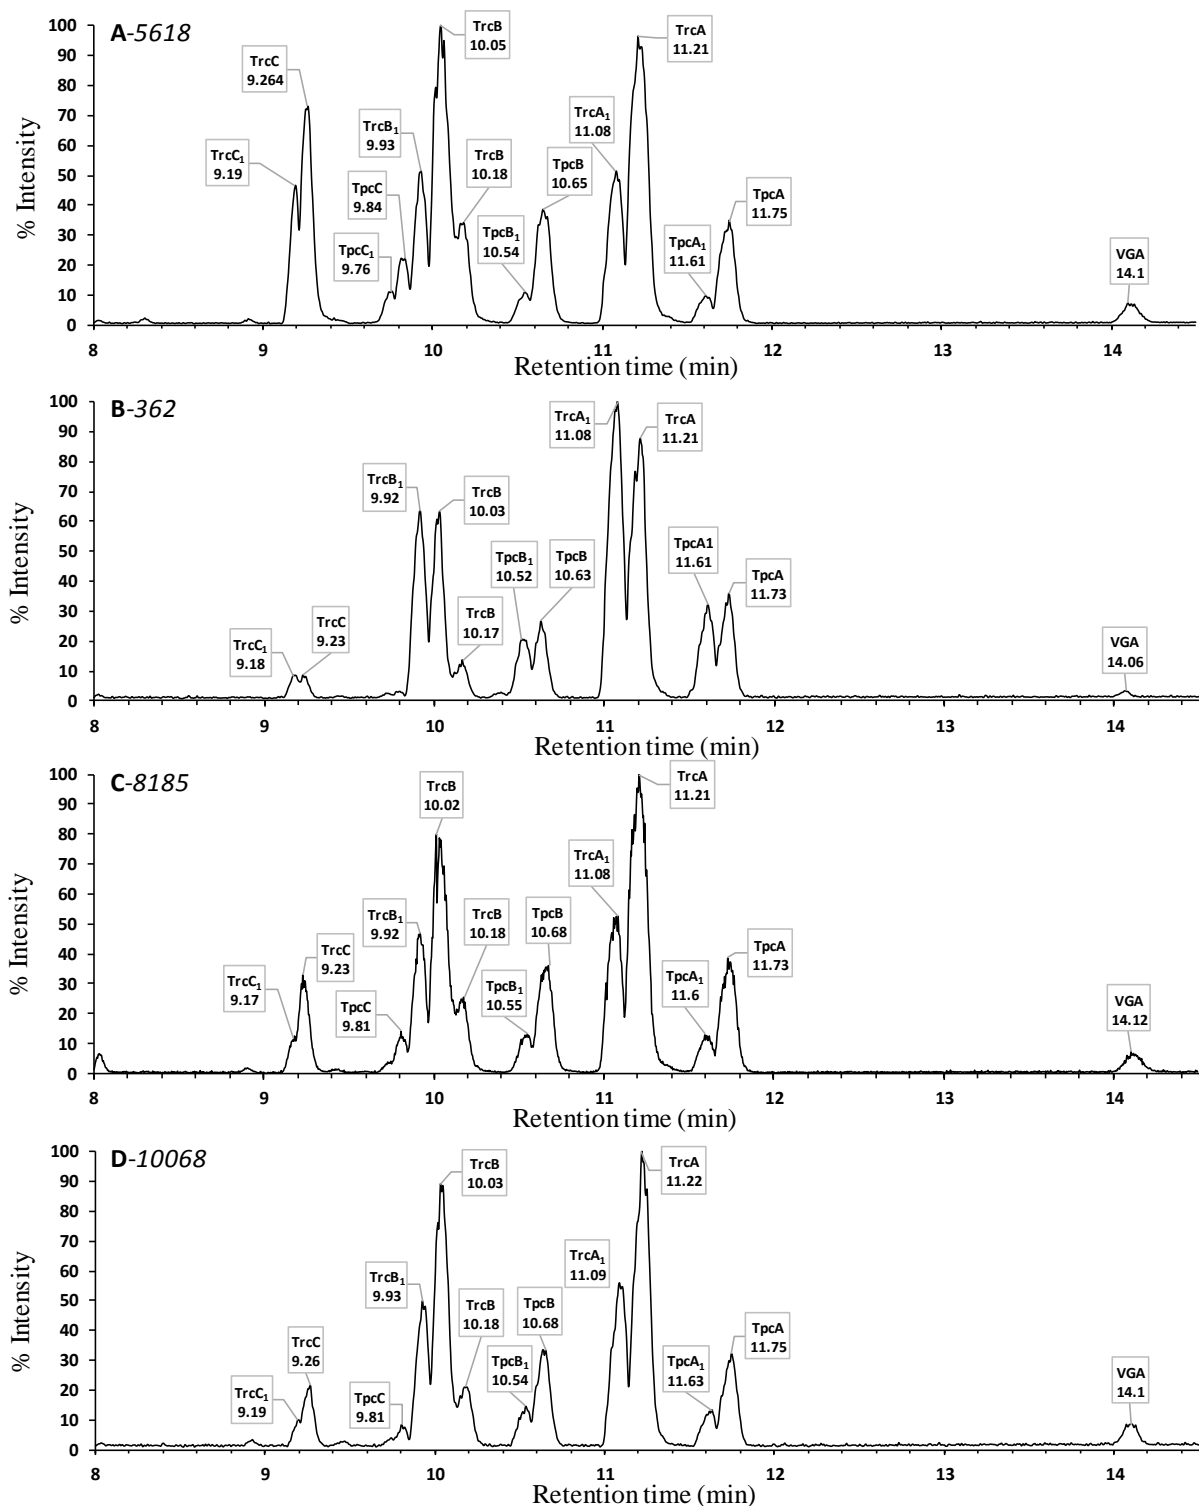 A-5618
% Intensity
100
90
80
70
60
50
40
30
20
10
0
TrcC₁
9.19
TrcC
9.264
TpcC₁
9.76
TpcC
9.84
TrcB₁
9.93
TrcB
10.05
TrcB
10.18
TpcB₁
10.54
TpcB
10.65
TrcA₁
11.08
TrcA
11.21
TpcA₁
11.61
TpcA
11.75
VGA
14.1
8
9
10
11
12
13
14
Retention time (min)
B-362
% Intensity
100
90
80
70
60
50
40
30
20
10
0
TrcC₁
9.18
TrcC
9.23
TrcB₁
9.92
TrcB
10.03
TrcB
10.17
TpcB₁
10.52
TpcB
10.63
TrcA₁
11.08
TrcA
11.21
TpcA1
11.61
TpcA
11.73
VGA
14.06
8
9
10
11
12
13
14
Retention time (min)
C-8185
% Intensity
100
90
80
70
60
50
40
30
20
10
0
TrcC₁
9.17
TrcC
9.23
TpcC
9.81
TrcB₁
9.92
TrcB
10.02
TrcB
10.18
TpcB₁
10.55
TpcB
10.68
TrcA₁
11.08
TrcA
11.21
TpcA₁
11.6
TpcA
11.73
VGA
14.12
8
9
10
11
12
13
14
Retention time (min)
D-10068
% Intensity
100
90
80
70
60
50
40
30
20
10
0
TrcC₁
9.19
TrcC
9.26
TpcC
9.81
TrcB₁
9.93
TrcB
10.03
TrcB
10.18
TpcB₁
10.54
TpcB
10.68
TrcA₁
11.09
TrcA
11.22
TpcA₁
11.63
TpcA
11.75
VGA
14.1
8
9
10
11
12
13
14
Retention time (min)